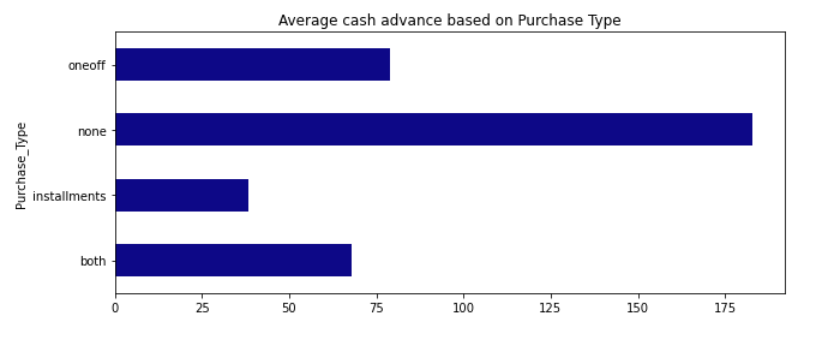 Average cash advance based on Purchase Type
Purchase_Type
oneoff
none
installments
both
0 25 50 75 100 125 150 175